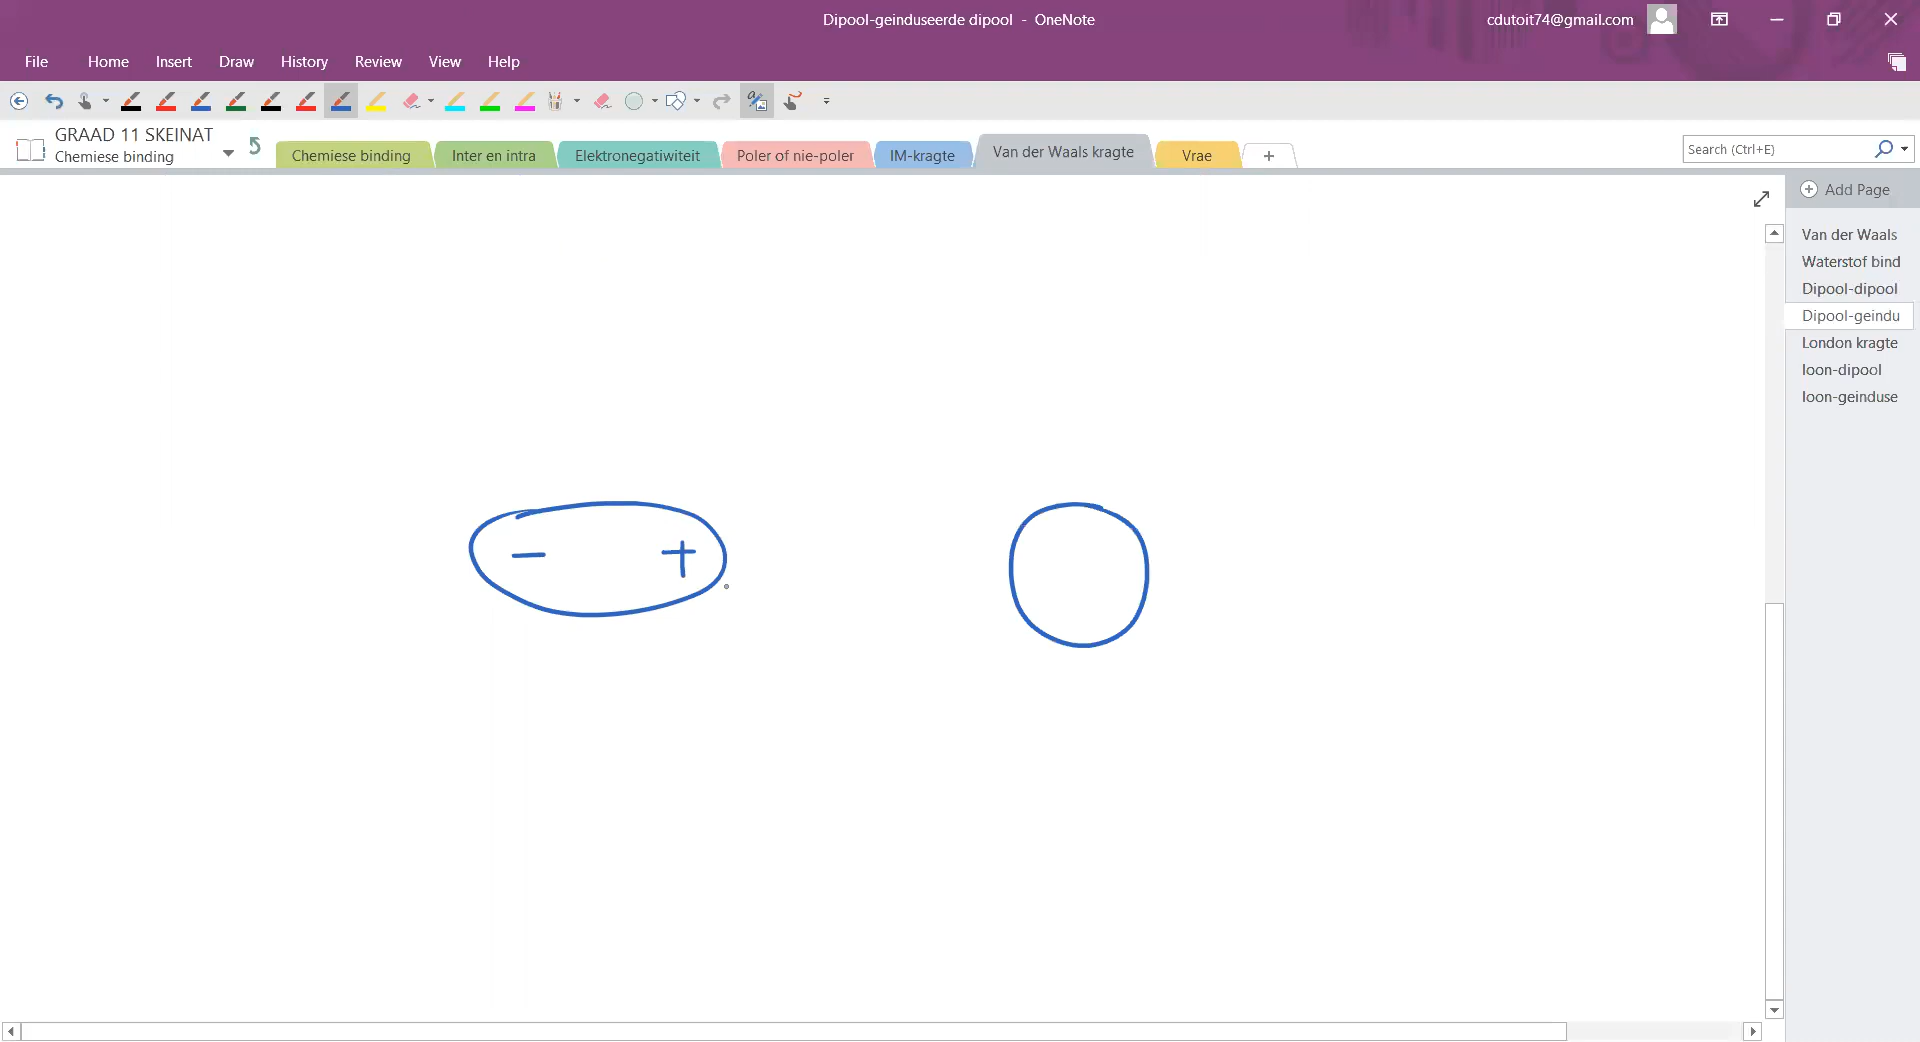 Dipool-geinduseerde dipool - OneNote
cdutoit74@gmail.com
File Home Insert Draw History Review View Help
GRAAD 11 SKEINAT
Chemiese binding
Chemiese binding Inter en intra Elektronegatiwiteit Poler of nie-poler IM-kragte Van der Waals kragte Vrae +
Search (Ctrl+E)
Add Page
Van der Waals
Waterstof bind
Dipool-dipool
Dipool-geindu
London kragte
Ioon-dipool
Ioon-geinduse
− +